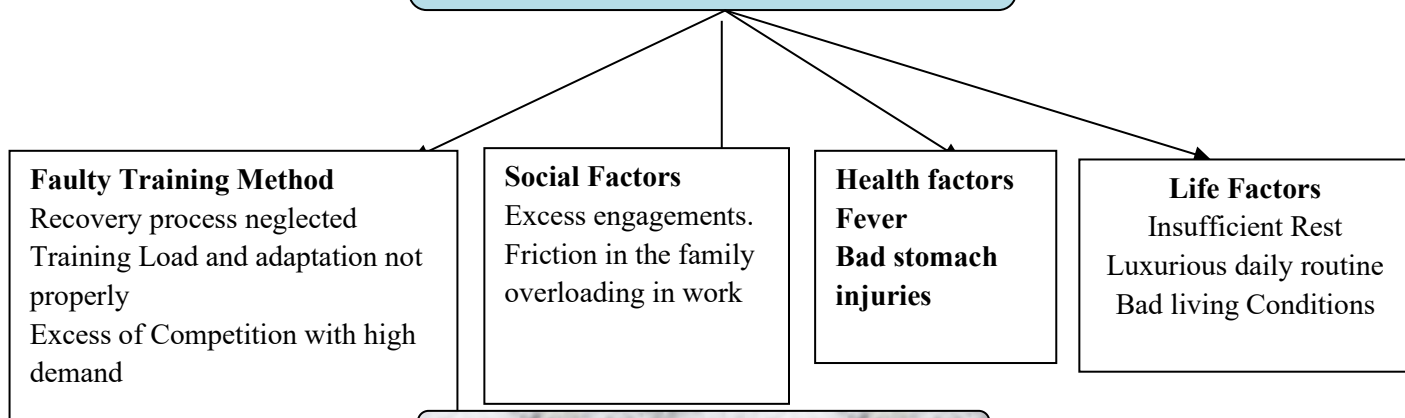 Faulty Training Method
Recovery process neglected
Training Load and adaptation not
properly
Excess of Competition with high
demand
Social Factors
Excess engagements.
Friction in the family
overloading in work
Health factors
Fever
Bad stomach
injuries
Life Factors
Insufficient Rest
Luxurious daily routine
Bad living Conditions